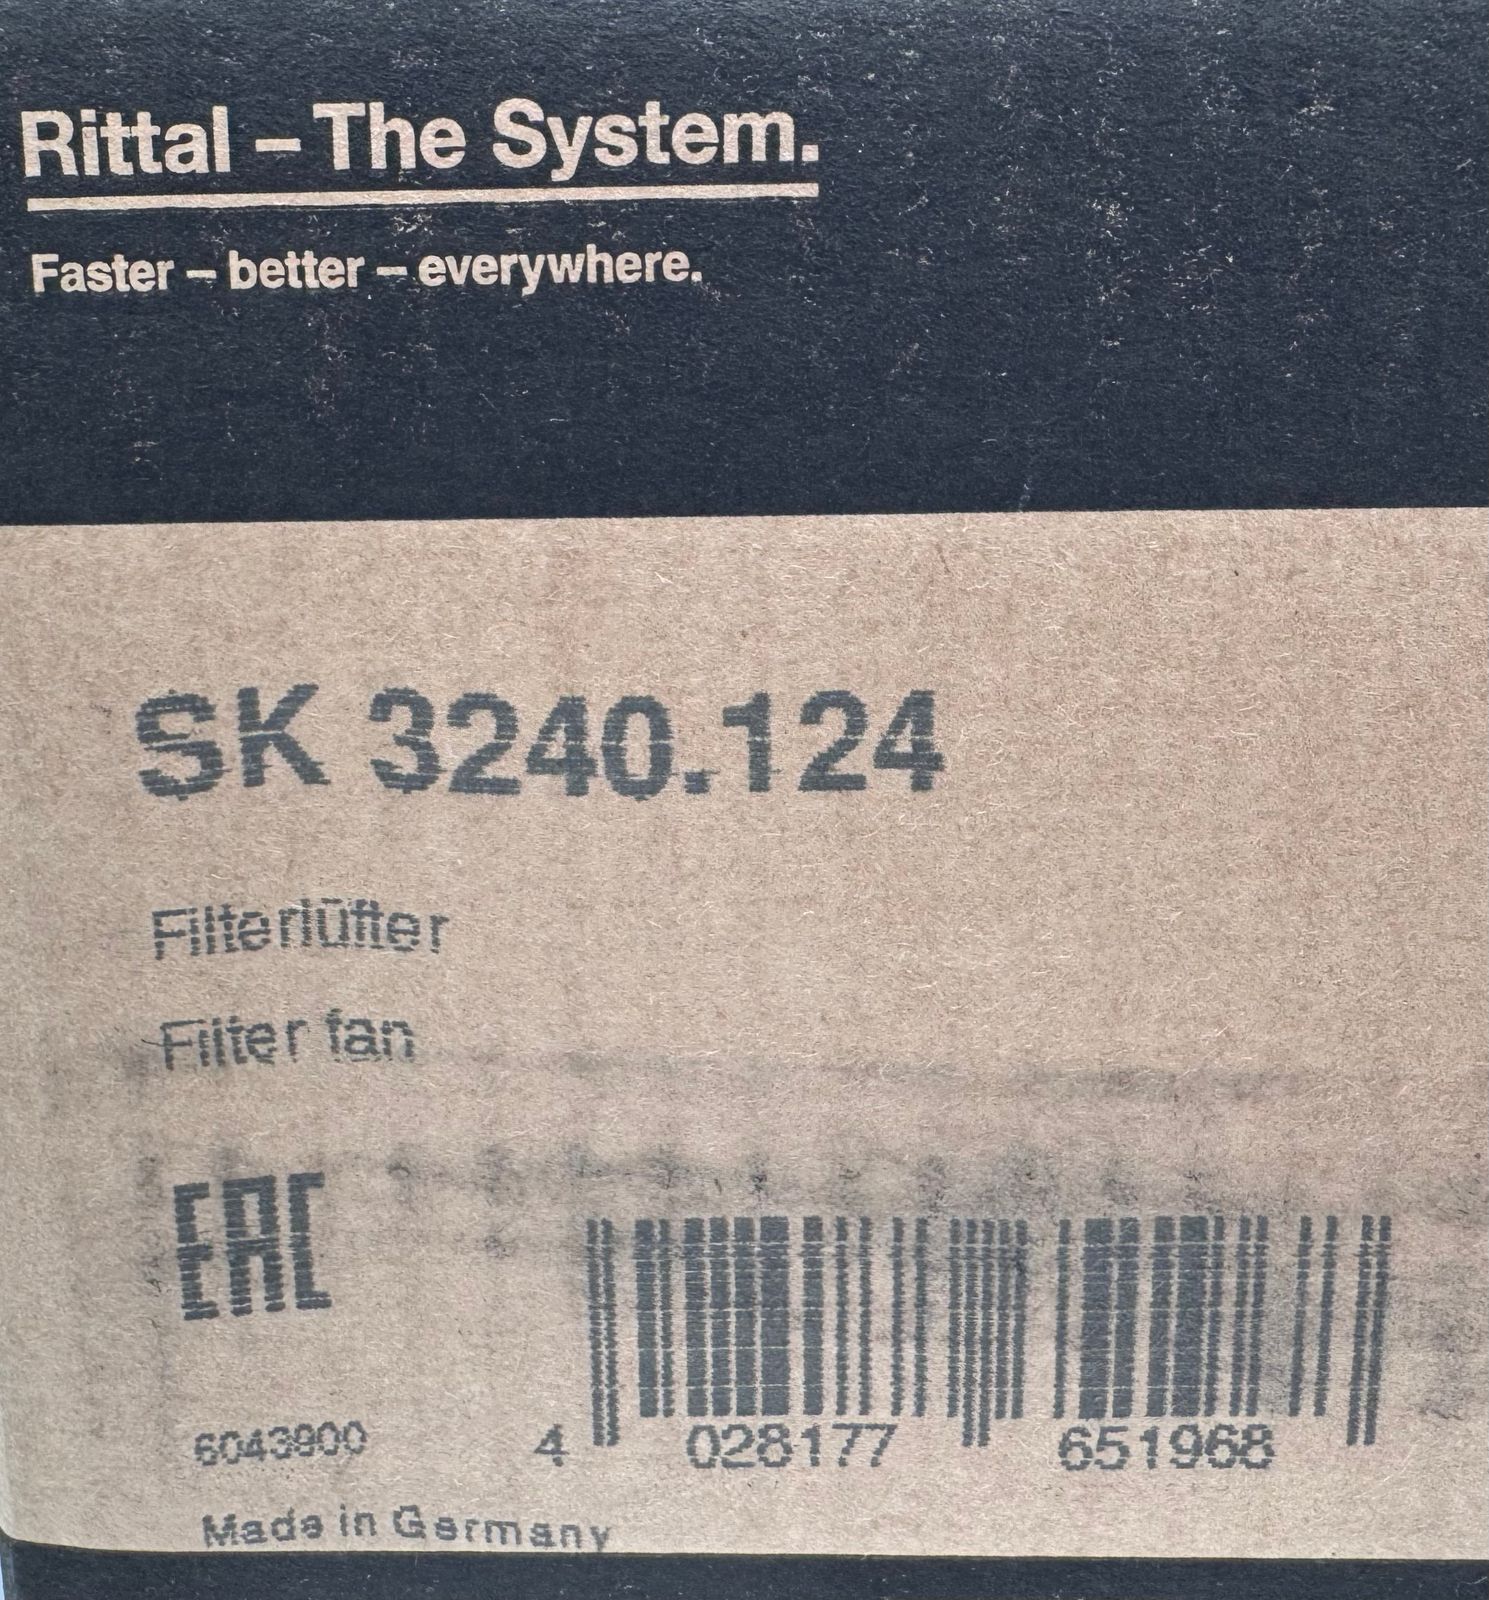 Rittal – The System.
Faster – better – everywhere.
SK 3240.124
Filterlüfter
Filter fan
EAC
6043900
4 028177 651968
Made in Germany